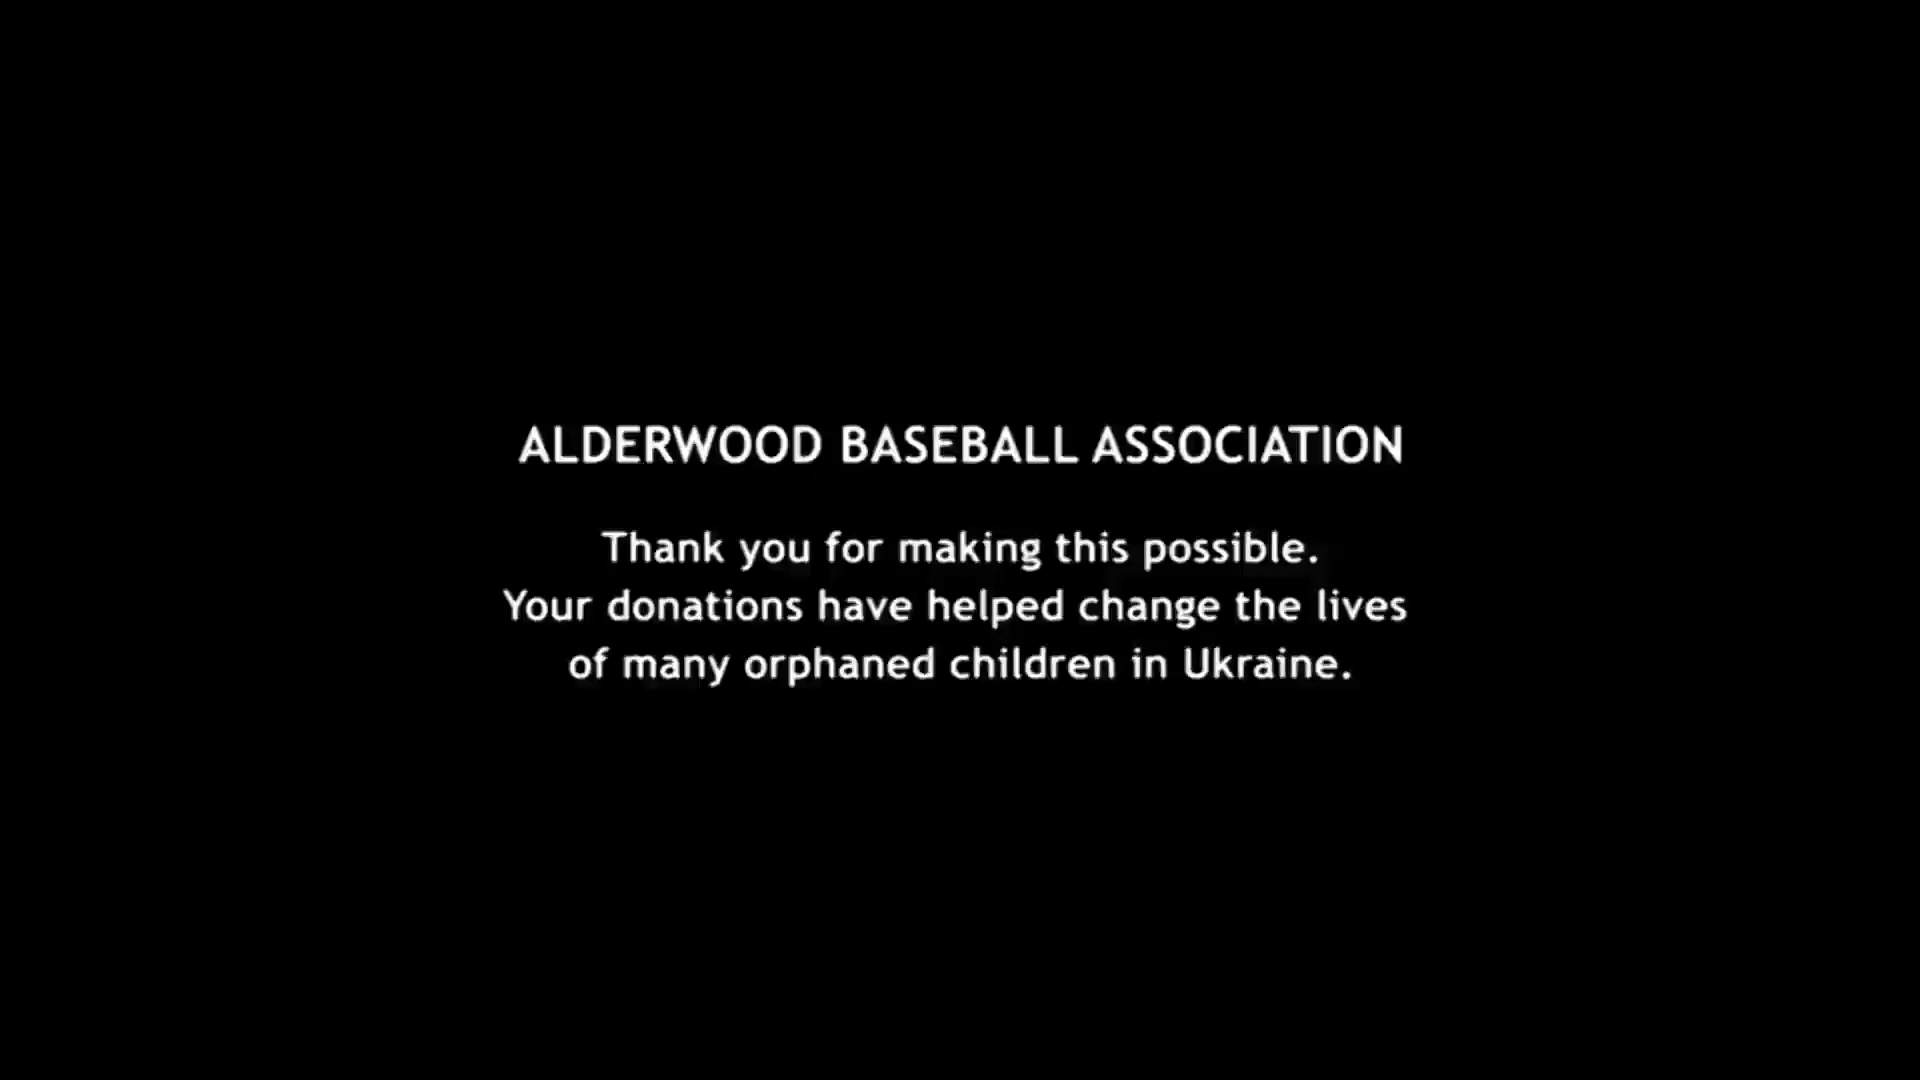 ALDERWOOD BASEBALL ASSOCIATION
Thank you for making this possible.
Your donations have helped change the lives
of many orphaned children in Ukraine.